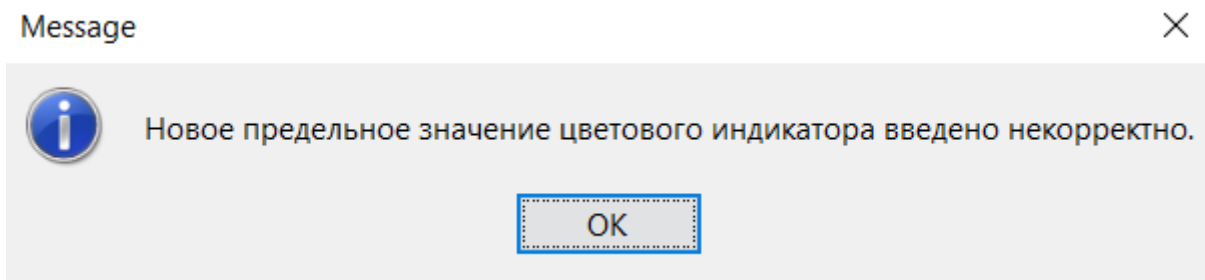 Message
Новое предельное значение цветового индикатора введено некорректно.
OK